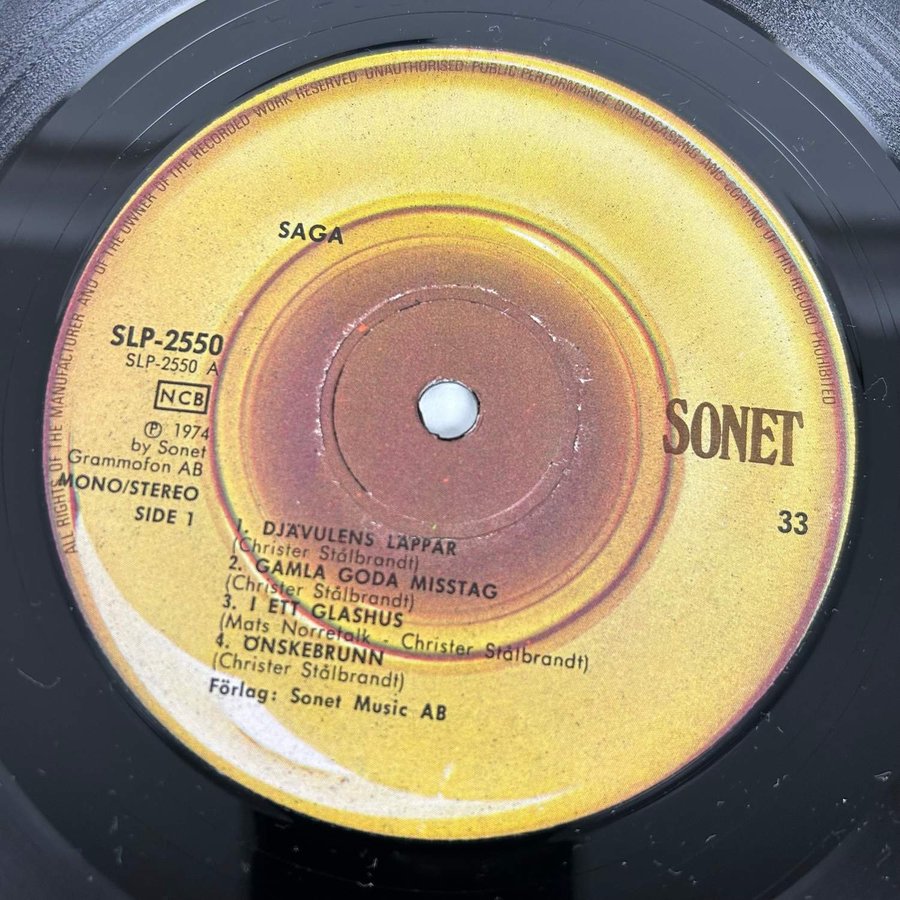 ALL RIGHTS OF THE MANUFACTURER AND OF THE OWNER OF THE RECORDED WORK RESERVED UNAUTHORISED PUBLIC PERFORMANCE BROADCASTING AND COPYING OF THIS RECORD PROHIBITED
SAGA
SLP-2550
SLP-2550 A
NCB
℗ 1974
by Sonet
Grammofon AB
MONO/STEREO
SIDE 1
SONET
33
1. DJÄVULENS LÄPPAR
(Christer Stålbrandt)
2. GAMLA GODA MISSTAG
(Christer Stålbrandt)
3. I ETT GLASHUS
(Mats Norrefalk - Christer Stålbrandt)
4. ÖNSKEBRUNN
(Christer Stålbrandt)
Förlag: Sonet Music AB